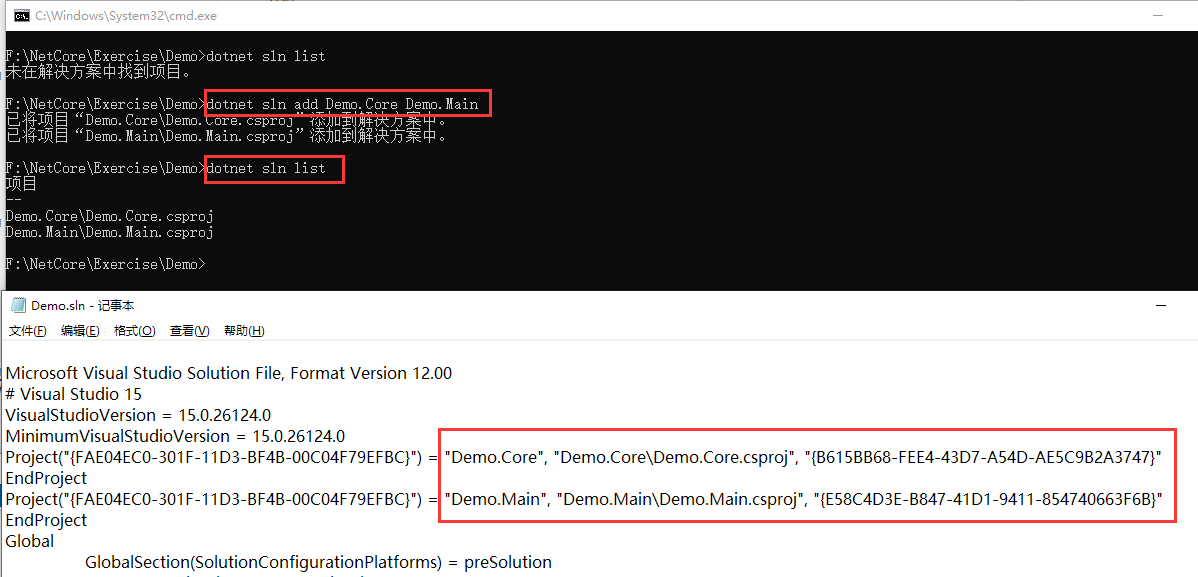 C:\Windows\System32\cmd.exe
F:\NetCore\Exercise\Demo>dotnet sln list
未在解决方案中找到项目。
F:\NetCore\Exercise\Demo>dotnet sln add Demo.Core Demo.Main
已将项目“Demo.Core\Demo.Core.csproj”添加到解决方案中。
已将项目“Demo.Main\Demo.Main.csproj”添加到解决方案中。
F:\NetCore\Exercise\Demo>dotnet sln list
项目
--
Demo.Core\Demo.Core.csproj
Demo.Main\Demo.Main.csproj
F:\NetCore\Exercise\Demo>
Demo.sln - 记事本
文件(F) 编辑(E) 格式(O) 查看(V) 帮助(H)
Microsoft Visual Studio Solution File, Format Version 12.00
# Visual Studio 15
VisualStudioVersion = 15.0.26124.0
MinimumVisualStudioVersion = 15.0.26124.0
Project("{FAE04EC0-301F-11D3-BF4B-00C04F79EFBC}") = "Demo.Core", "Demo.Core\Demo.Core.csproj", "{B615BB68-FEE4-43D7-A54D-AE5C9B2A3747}"
EndProject
Project("{FAE04EC0-301F-11D3-BF4B-00C04F79EFBC}") = "Demo.Main", "Demo.Main\Demo.Main.csproj", "{E58C4D3E-B847-41D1-9411-854740663F6B}"
EndProject
Global
GlobalSection(SolutionConfigurationPlatforms) = preSolution